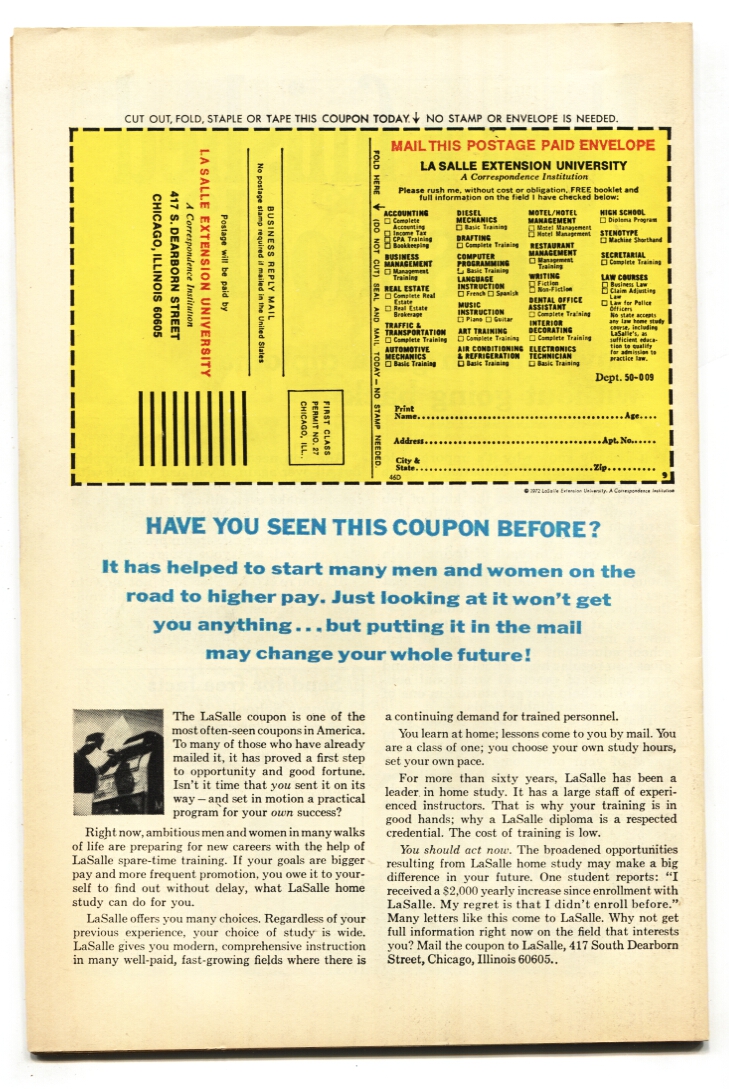 CUT OUT, FOLD, STAPLE OR TAPE THIS COUPON TODAY. ↓ NO STAMP OR ENVELOPE IS NEEDED.
Postage will be paid by
LA SALLE EXTENSION UNIVERSITY
A Correspondence Institution
417 S. DEARBORN STREET
CHICAGO, ILLINOIS 60605
BUSINESS REPLY MAIL
No postage stamp required if mailed in the United States
FIRST CLASS
PERMIT NO. 27
CHICAGO, ILL.
FOLD HERE (DO NOT CUT) SEAL AND MAIL TODAY — NO STAMP NEEDED.
MAIL THIS POSTAGE PAID ENVELOPE
LA SALLE EXTENSION UNIVERSITY
A Correspondence Institution
Please rush me, without cost or obligation, FREE booklet and
full information on the field I have checked below:
ACCOUNTING
☐ Complete
Accounting
☐ Income Tax
☐ CPA Training
☐ Bookkeeping
BUSINESS
MANAGEMENT
☐ Management
Training
REAL ESTATE
☐ Complete Real
Estate
☐ Real Estate
Brokerage
TRAFFIC &
TRANSPORTATION
☐ Complete Training
AUTOMOTIVE
MECHANICS
☐ Basic Training
DIESEL
MECHANICS
☐ Basic Training
DRAFTING
☐ Complete Training
COMPUTER
PROGRAMMING
☐ Basic Training
LANGUAGE
INSTRUCTION
☐ French ☐ Spanish
MUSIC
INSTRUCTION
☐ Piano ☐ Guitar
ART TRAINING
☐ Complete Training
AIR CONDITIONING
& REFRIGERATION
☐ Basic Training
MOTEL/HOTEL
MANAGEMENT
☐ Motel Management
☐ Hotel Management
RESTAURANT
MANAGEMENT
☐ Management
Training
WRITING
☐ Fiction
☐ Non-Fiction
DENTAL OFFICE
ASSISTANT
☐ Complete Training
INTERIOR
DECORATING
☐ Complete Training
ELECTRONICS
TECHNICIAN
☐ Basic Training
HIGH SCHOOL
☐ Diploma Program
STENOTYPE
☐ Machine Shorthand
SECRETARIAL
☐ Complete Training
LAW COURSES
☐ Business Law
☐ Claim Adjusting
Law
☐ Law for Police
Officers
No state accepts
any law home study
course, including
LaSalle's, as
sufficient educa-
tion to qualify
for admission to
practice law.
Dept. 50-009
Print
Name.......... Age....
Address.......... Apt. No......
City &
State.......... Zip..........
46D
9
© 1972 LaSalle Extension University. A Correspondence Institution
HAVE YOU SEEN THIS COUPON BEFORE?
It has helped to start many men and women on the
road to higher pay. Just looking at it won't get
you anything...but putting it in the mail
may change your whole future!
The LaSalle coupon is one of the
most often-seen coupons in America.
To many of those who have already
mailed it, it has proved a first step
to opportunity and good fortune.
Isn't it time that you sent it on its
way—and set in motion a practical
program for your own success?
Right now, ambitious men and women in many walks
of life are preparing for new careers with the help of
LaSalle spare-time training. If your goals are bigger
pay and more frequent promotion, you owe it to your-
self to find out without delay, what LaSalle home
study can do for you.
LaSalle offers you many choices. Regardless of your
previous experience, your choice of study is wide.
LaSalle gives you modern, comprehensive instruction
in many well-paid, fast-growing fields where there is
a continuing demand for trained personnel.
You learn at home; lessons come to you by mail. You
are a class of one; you choose your own study hours,
set your own pace.
For more than sixty years, LaSalle has been a
leader in home study. It has a large staff of experi-
enced instructors. That is why your training is in
good hands; why a LaSalle diploma is a respected
credential. The cost of training is low.
You should act now. The broadened opportunities
resulting from LaSalle home study may make a big
difference in your future. One student reports: "I
received a $2,000 yearly increase since enrollment with
LaSalle. My regret is that I didn't enroll before."
Many letters like this come to LaSalle. Why not get
full information right now on the field that interests
you? Mail the coupon to LaSalle, 417 South Dearborn
Street, Chicago, Illinois 60605..